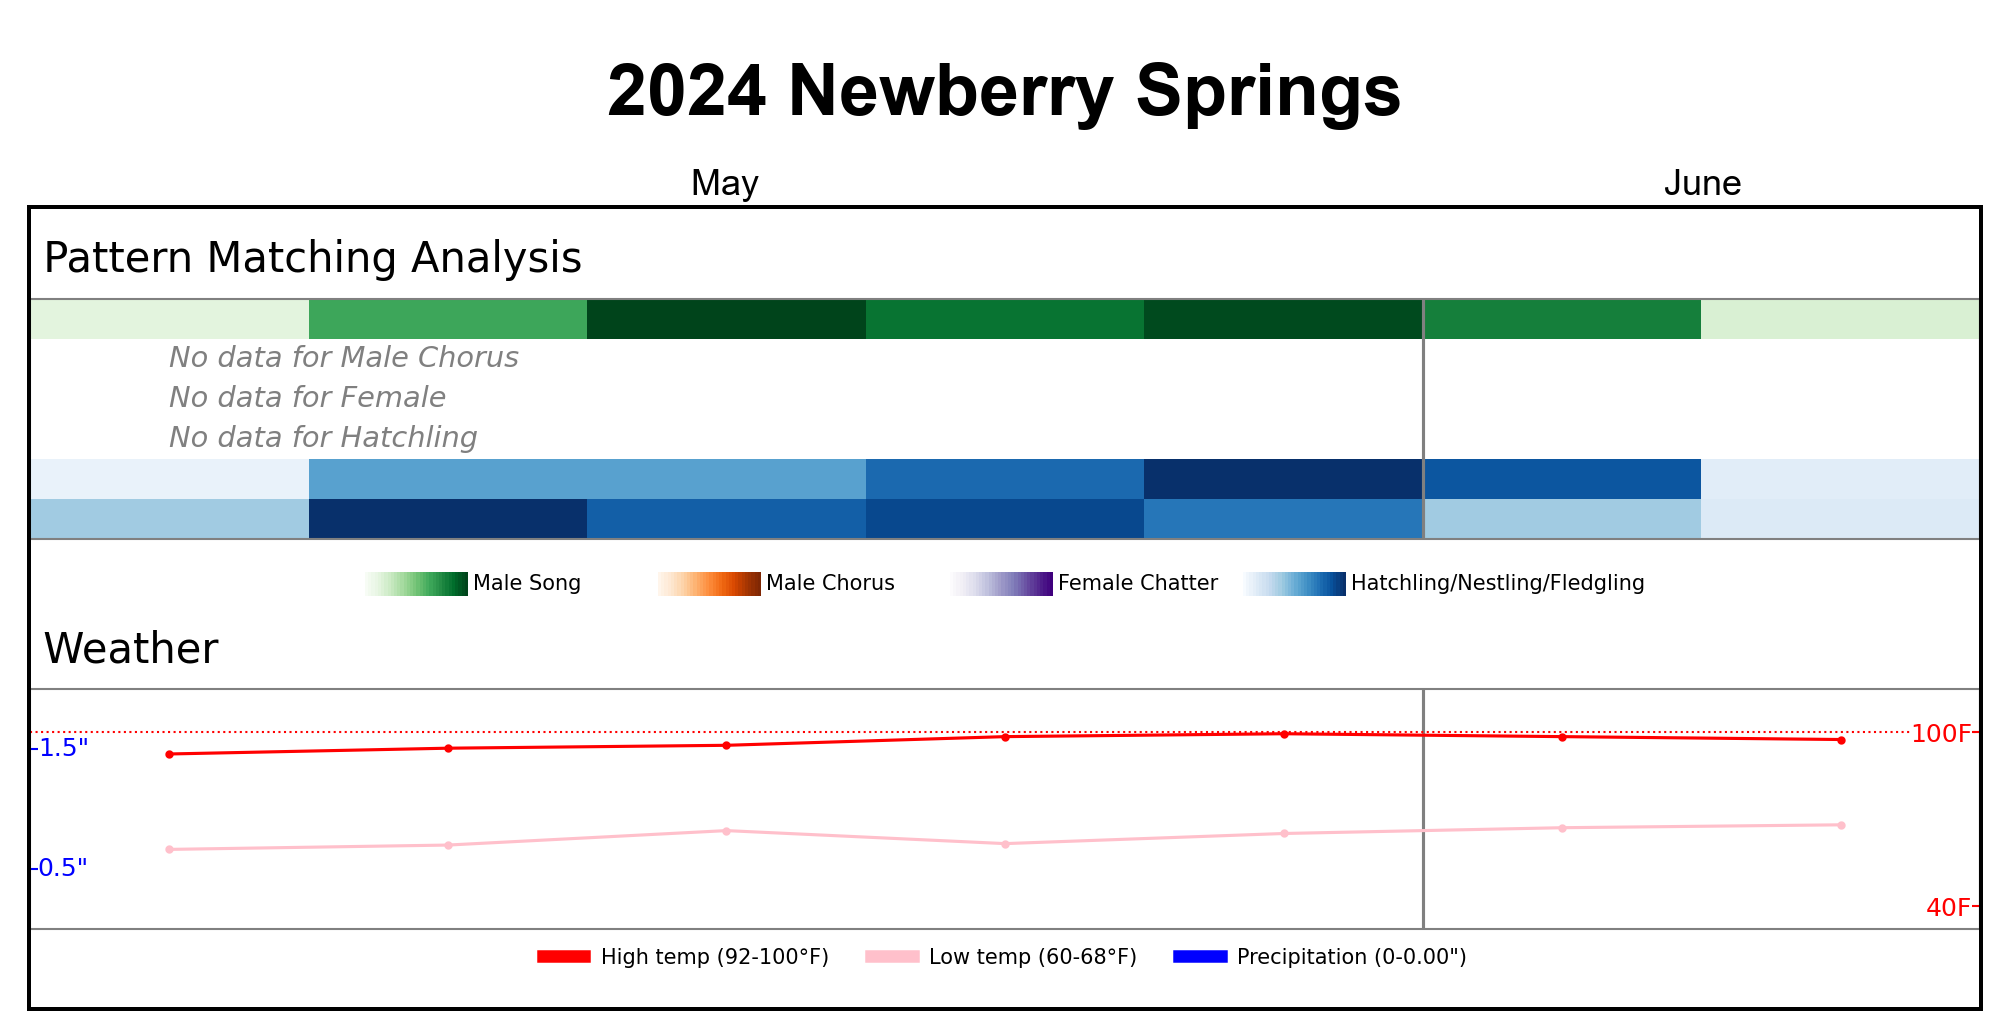 2024 Newberry Springs
May June
Pattern Matching Analysis
No data for Male Chorus
No data for Female
No data for Hatchling
Male Song Male Chorus Female Chatter Hatchling/Nestling/Fledgling
Weather
100F
1.5"
0.5"
40F
High temp (92-100°F) Low temp (60-68°F) Precipitation (0-0.00")